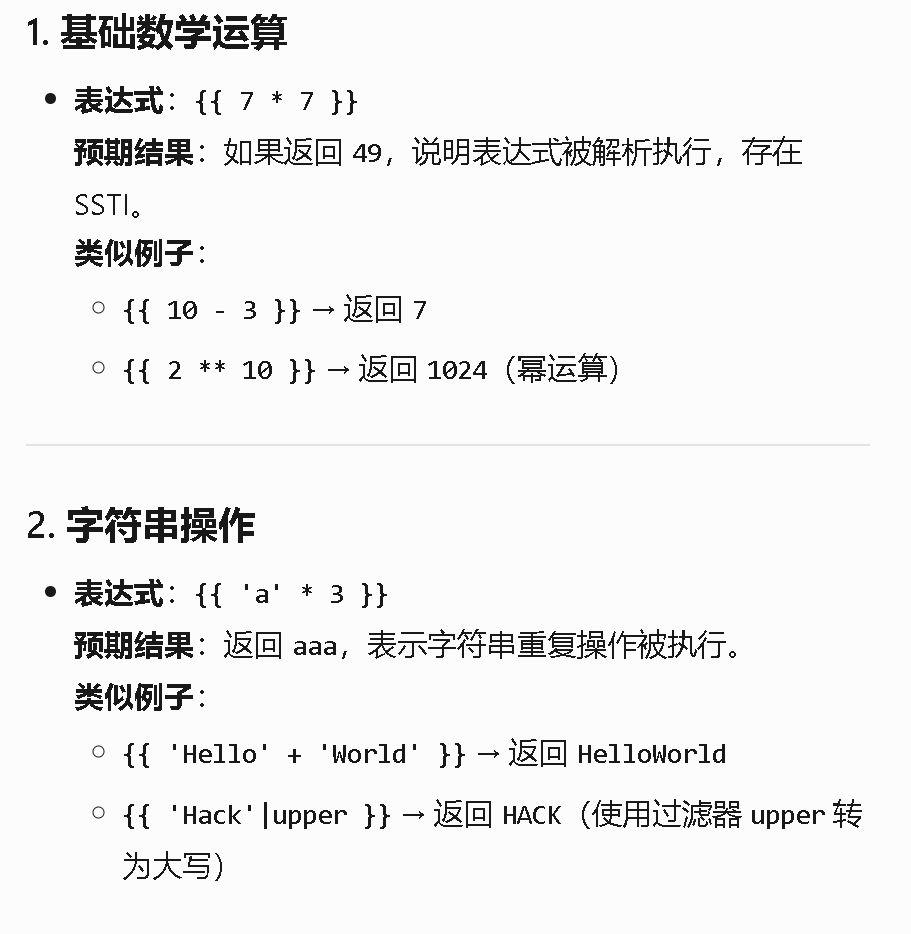 1. 基础数学运算
• 表达式：{{ 7 * 7 }}
预期结果：如果返回 49，说明表达式被解析执行，存在
SSTI。
类似例子：
○ {{ 10 - 3 }} → 返回 7
○ {{ 2 ** 10 }} → 返回 1024（幂运算）
2. 字符串操作
• 表达式：{{ 'a' * 3 }}
预期结果：返回 aaa，表示字符串重复操作被执行。
类似例子：
○ {{ 'Hello' + 'World' }} → 返回 HelloWorld
○ {{ 'Hack'|upper }} → 返回 HACK（使用过滤器 upper 转
为大写）